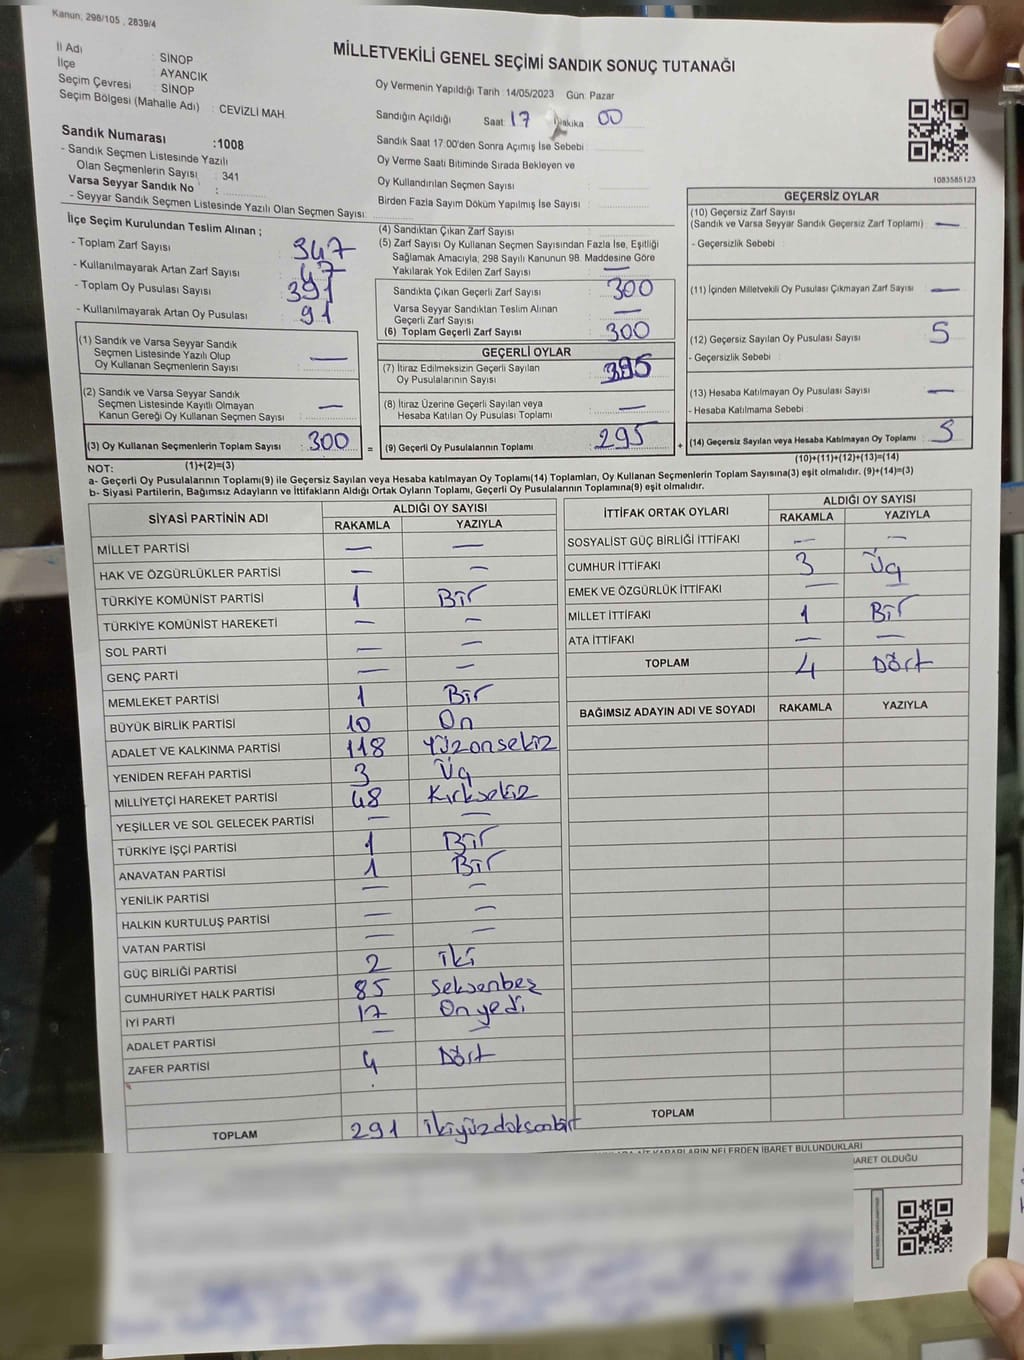 Kanun, 298/105 , 2839/4
MİLLETVEKİLİ GENEL SEÇİMİ SANDIK SONUÇ TUTANAĞI
İl Adı : SİNOP
İlçe : AYANCIK
Seçim Çevresi : SİNOP
Seçim Bölgesi (Mahalle Adı) : CEVİZLİ MAH.
Sandık Numarası :1008
- Sandık Seçmen Listesinde Yazılı
Olan Seçmenlerin Sayısı : 341
Varsa Seyyar Sandık No :
- Seyyar Sandık Seçmen Listesinde Yazılı Olan Seçmen Sayısı:
Oy Vermenin Yapıldığı Tarih :14/05/2023 Gün: Pazar
Sandığın Açıldığı Saat 17 Dakika 00
Sandık Saat 17:00'den Sonra Açımış İse Sebebi :
Oy Verme Saati Bitiminde Sırada Bekleyen ve
Oy Kullandırılan Seçmen Sayısı :
Birden Fazla Sayım Döküm Yapılmış İse Sayısı :
1083585123
İlçe Seçim Kurulundan Teslim Alınan ;
- Toplam Zarf Sayısı : 347
- Kullanılmayarak Artan Zarf Sayısı : 47
- Toplam Oy Pusulası Sayısı : 391
- Kullanılmayarak Artan Oy Pusulası : 91
(1) Sandık ve Varsa Seyyar Sandık
Seçmen Listesinde Yazılı Olup
Oy Kullanan Seçmenlerin Sayısı : —
(2) Sandık ve Varsa Seyyar Sandık
Seçmen Listesinde Kayıtlı Olmayan
Kanun Gereği Oy Kullanan Seçmen Sayısı : —
(3) Oy Kullanan Seçmenlerin Toplam Sayısı : 300 =
(1)+(2)=(3)
(4) Sandıktan Çıkan Zarf Sayısı :
(5) Zarf Sayısı Oy Kullanan Seçmen Sayısından Fazla İse, Eşitliği
Sağlamak Amacıyla, 298 Sayılı Kanunun 98. Maddesine Göre
Yakılarak Yok Edilen Zarf Sayısı : —
Sandıkta Çıkan Geçerli Zarf Sayısı : 300
Varsa Seyyar Sandıktan Teslim Alınan
Geçerli Zarf Sayısı : —
(6) Toplam Geçerli Zarf Sayısı : 300
GEÇERLİ OYLAR
(7) İtiraz Edilmeksizin Geçerli Sayılan
Oy Pusulalarının Sayısı : 395
(8) İtiraz Üzerine Geçerli Sayılan veya
Hesaba Katılan Oy Pusulası Toplamı : —
(9) Geçerli Oy Pusulalarının Toplamı : 295 +
GEÇERSİZ OYLAR
(10) Geçersiz Zarf Sayısı
(Sandık ve Varsa Seyyar Sandık Geçersiz Zarf Toplamı) : —
- Geçersizlik Sebebi :
(11) İçinden Milletvekili Oy Pusulası Çıkmayan Zarf Sayısı : —
(12) Geçersiz Sayılan Oy Pusulası Sayısı : 5
- Geçersizlik Sebebi :
(13) Hesaba Katılmayan Oy Pusulası Sayısı : —
- Hesaba Katılmama Sebebi :
(14) Geçersiz Sayılan veya Hesaba Katılmayan Oy Toplamı : 5
(10)+(11)+(12)+(13)=(14)
NOT:
a- Geçerli Oy Pusulalarının Toplamı(9) ile Geçersiz Sayılan veya Hesaba katılmayan Oy Toplamı(14) Toplamları, Oy Kullanan Seçmenlerin Toplam Sayısına(3) eşit olmalıdır. (9)+(14)=(3)
b- Siyasi Partilerin, Bağımsız Adayların ve İttifakların Aldığı Ortak Oyların Toplamı, Geçerli Oy Pusulalarının Toplamına(9) eşit olmalıdır.
SİYASİ PARTİNİN ADI ALDIĞI OY SAYISI
RAKAMLA YAZIYLA
MİLLET PARTİSİ — —
HAK VE ÖZGÜRLÜKLER PARTİSİ — —
TÜRKİYE KOMÜNİST PARTİSİ 1 Bir
TÜRKİYE KOMÜNİST HAREKETİ — —
SOL PARTİ — —
GENÇ PARTİ — —
MEMLEKET PARTİSİ 1 Bir
BÜYÜK BİRLİK PARTİSİ 10 On
ADALET VE KALKINMA PARTİSİ 118 Yüzonsekiz
YENİDEN REFAH PARTİSİ 3 Üç
MİLLİYETÇİ HAREKET PARTİSİ 48 Kırksekiz
YEŞİLLER VE SOL GELECEK PARTİSİ — —
TÜRKİYE İŞÇİ PARTİSİ 1 Bir
ANAVATAN PARTİSİ 1 Bir
YENİLİK PARTİSİ — —
HALKIN KURTULUŞ PARTİSİ — —
VATAN PARTİSİ — —
GÜÇ BİRLİĞİ PARTİSİ 2 iki
CUMHURİYET HALK PARTİSİ 85 Seksenbeş
İYİ PARTİ 17 Onyedi
ADALET PARTİSİ — —
ZAFER PARTİSİ 4 Dört
TOPLAM 291 ikiyüzdoksanbir
İTTİFAK ORTAK OYLARI ALDIĞI OY SAYISI
RAKAMLA YAZIYLA
SOSYALİST GÜÇ BİRLİĞİ İTTİFAKI — —
CUMHUR İTTİFAKI 3 Üç
EMEK VE ÖZGÜRLÜK İTTİFAKI — —
MİLLET İTTİFAKI 1 Bir
ATA İTTİFAKI — —
TOPLAM 4 Dört
BAĞIMSIZ ADAYIN ADI VE SOYADI RAKAMLA YAZIYLA
TOPLAM
KARARLARIN NELERDEN İBARET BULUNDUKLARI
BARET OLDUĞU